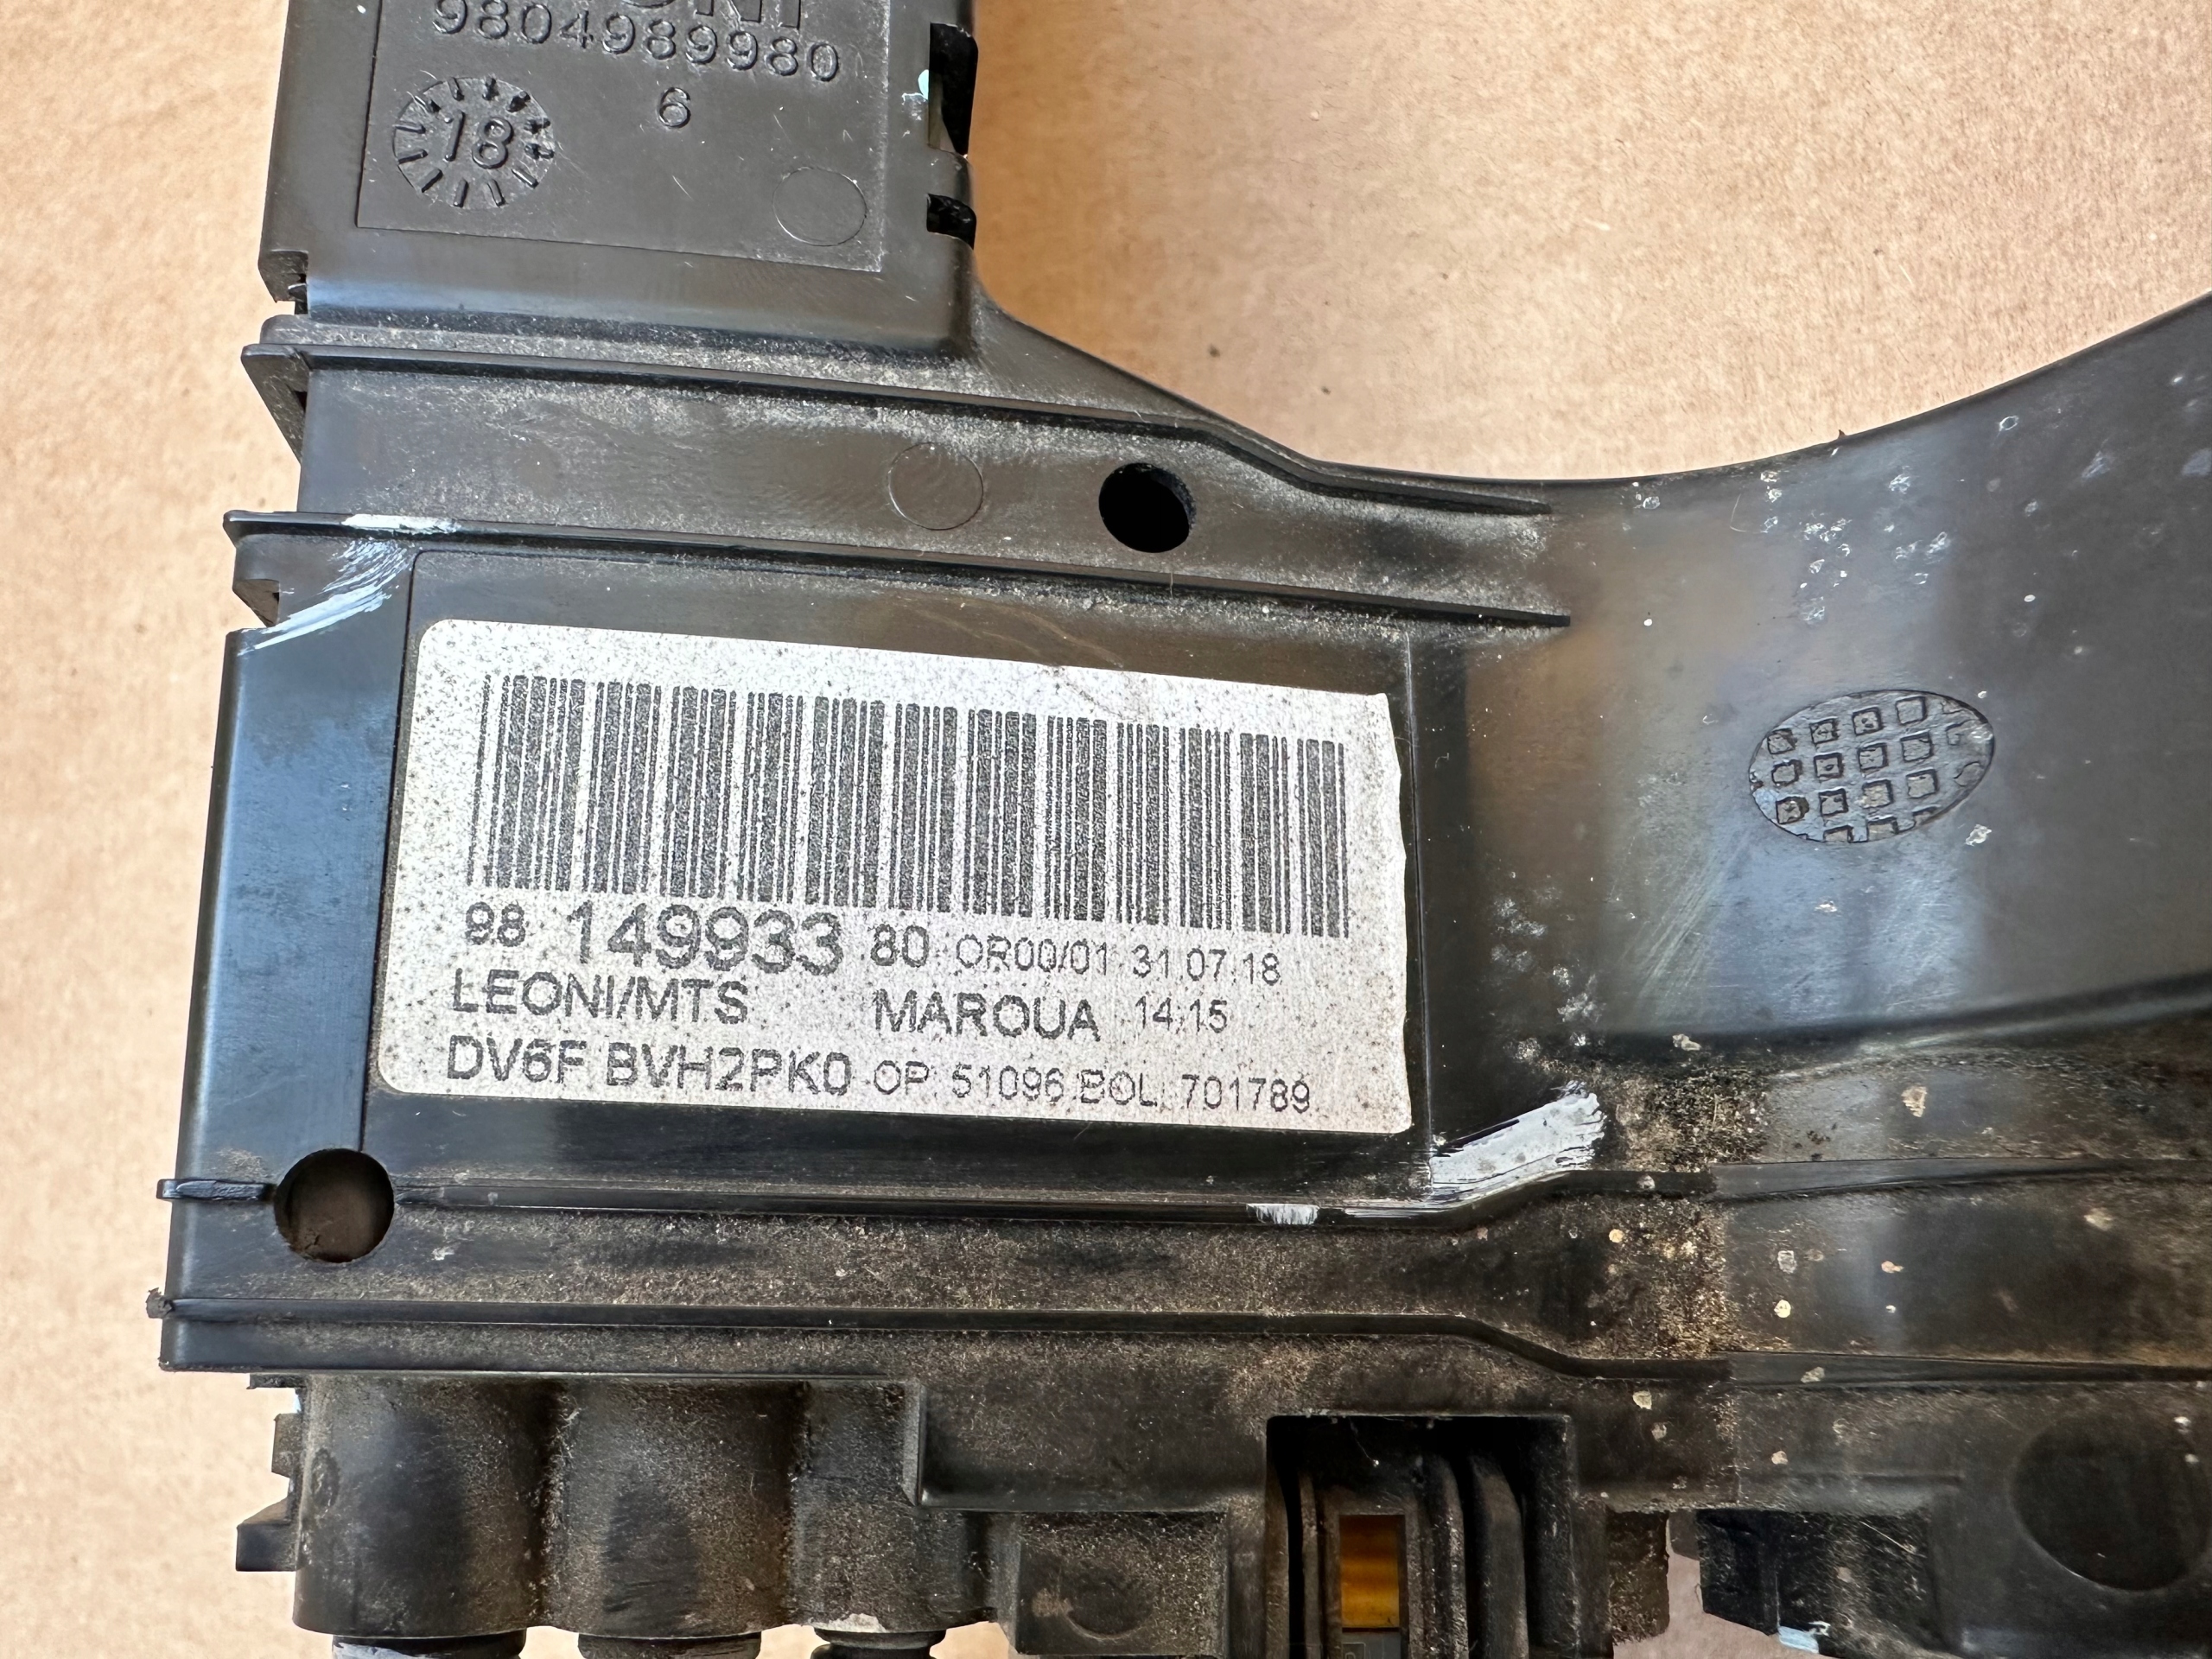 9804989980
6
18
98 149933 80 OR00/01 31.07.18
LEONI/MTS MAROUA 14:15
DV6F BVH2PK0 OP. 51096 BOL. 701789